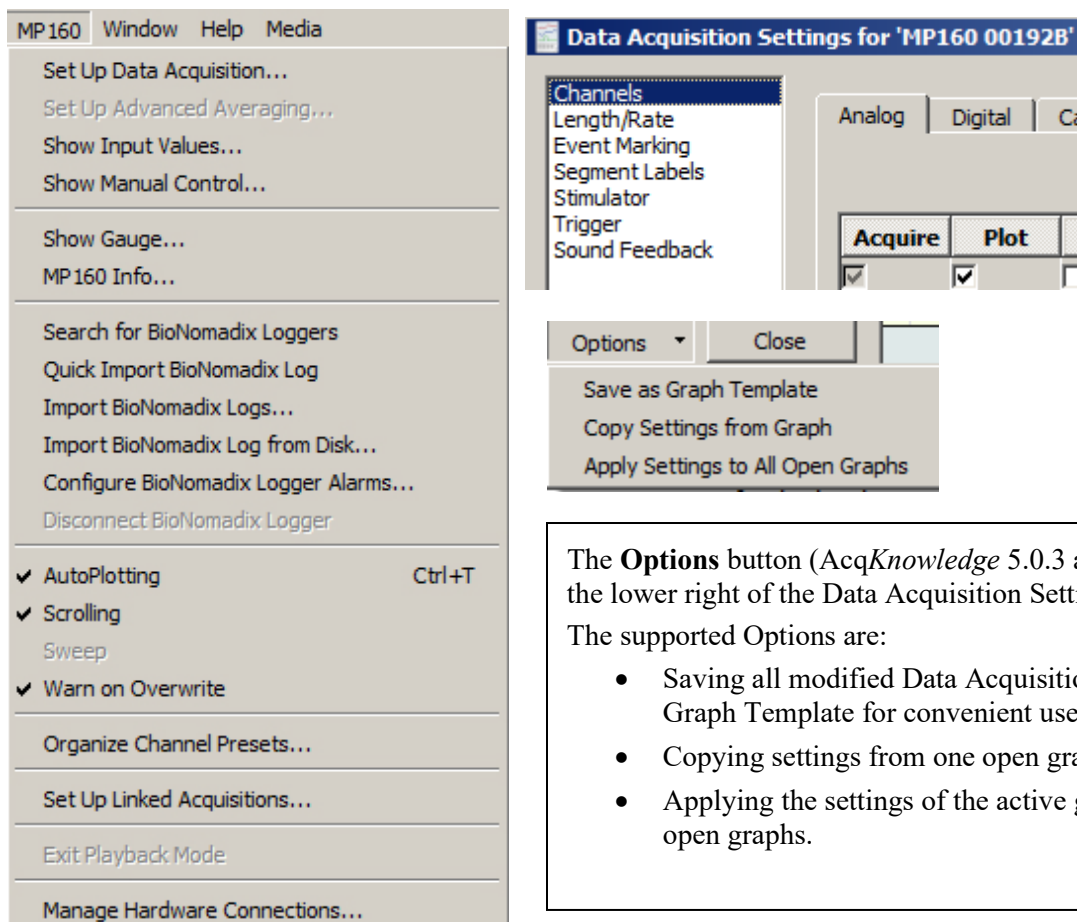 MP160 Window Help Media
Set Up Data Acquisition...
Set Up Advanced Averaging...
Show Input Values...
Show Manual Control...
Show Gauge...
MP160 Info...
Search for BioNomadix Loggers
Quick Import BioNomadix Log
Import BioNomadix Logs...
Import BioNomadix Log from Disk...
Configure BioNomadix Logger Alarms...
Disconnect BioNomadix Logger
AutoPlotting Ctrl+T
Scrolling
Sweep
Warn on Overwrite
Organize Channel Presets...
Set Up Linked Acquisitions...
Exit Playback Mode
Manage Hardware Connections...
Data Acquisition Settings for 'MP160 00192B'
Channels
Length/Rate
Event Marking
Segment Labels
Stimulator
Trigger
Sound Feedback
Analog Digital Ca
Acquire Plot
Options Close
Save as Graph Template
Copy Settings from Graph
Apply Settings to All Open Graphs
The Options button (AcqKnowledge 5.0.3 a
the lower right of the Data Acquisition Setti
The supported Options are:
• Saving all modified Data Acquisitio
Graph Template for convenient use
• Copying settings from one open gra
• Applying the settings of the active g
open graphs.